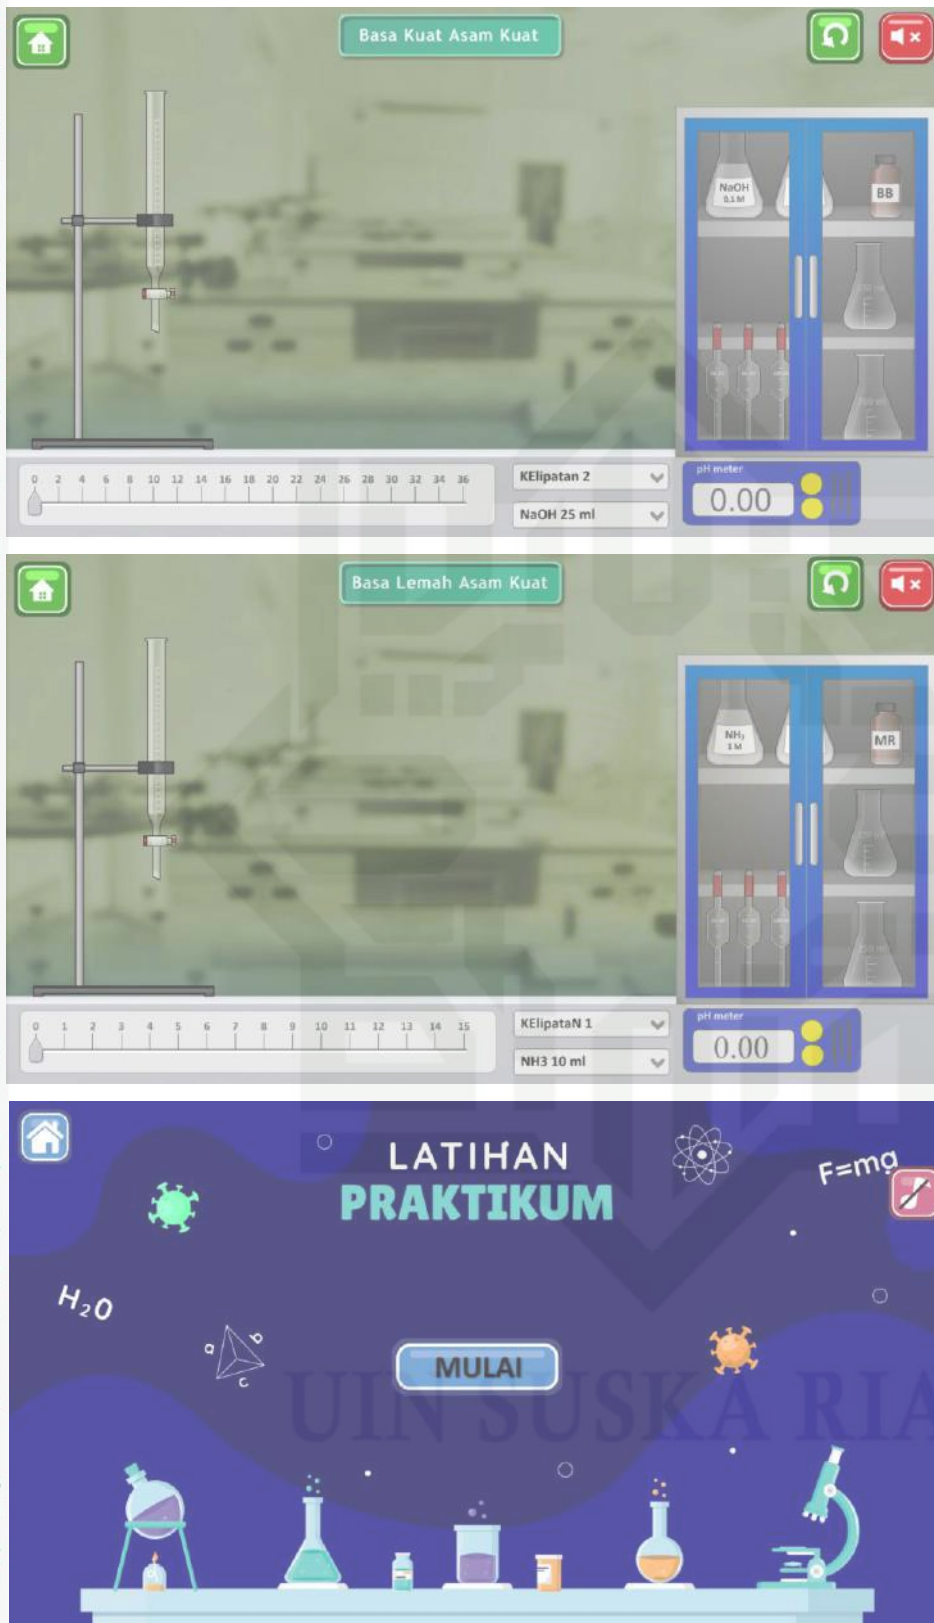 Basa Kuat Asam Kuat
NaOH
0,1 M
BB
250 ml
0 2 4 6 8 10 12 14 16 18 20 22 24 26 28 30 32 34 36
KElipatan 2
NaOH 25 ml
pH meter
0.00
Basa Lemah Asam Kuat
NH₃
1 M
MR
250 ml
0 1 2 3 4 5 6 7 8 9 10 11 12 13 14 15
KElipataN 1
NH3 10 ml
pH meter
0.00
LATIHAN
PRAKTIKUM
F=ma
H₂O
a b
c
MULAI
UIN SUSKA RIA